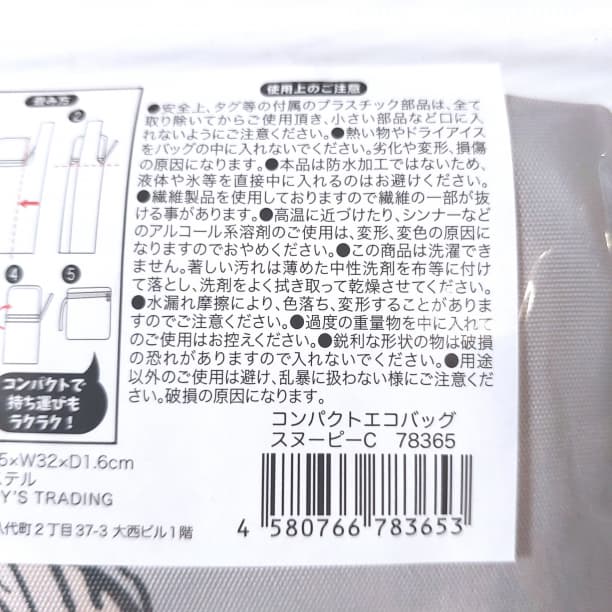 使用上のご注意
●安全上、タグ等の付属のプラスチック部品は、全て
取り除いてからご使用頂き、小さい部品など口に入
れないようにご注意ください。●熱い物やドライアイス
をバッグの中に入れないでください。劣化や変形、損傷
の原因になります。●本品は防水加工ではないため、
液体や氷等を直接中に入れるのはお避けください。
●繊維製品を使用しておりますので繊維の一部が抜
ける事があります。●高温に近づけたり、シンナーなど
のアルコール系溶剤のご使用は、変形、変色の原因に
なりますのでおやめください。●この商品は洗濯でき
ません。著しい汚れは薄めた中性洗剤を布等に付け
て落とし、洗剤をよく拭き取って乾燥させてください。
●水漏れ摩擦により、色落ち、変形することがありま
すのでご注意ください。●過度の重量物を中に入れて
のご使用はお控えください。●鋭利な形状の物は破損
の恐れがありますので入れないでください。●用途
以外のご使用は避け、乱暴に扱わない様にご注意くだ
さい。破損の原因になります。
畳み方
2
4
5
コンパクトで
持ち運びも
ラクラク!
コンパクトエコバッグ
スヌーピーC 78365
5×W32×D1.6cm
ステル
Y'S TRADING
八代町2丁目37-3 大西ビル1階
4 580766 783653